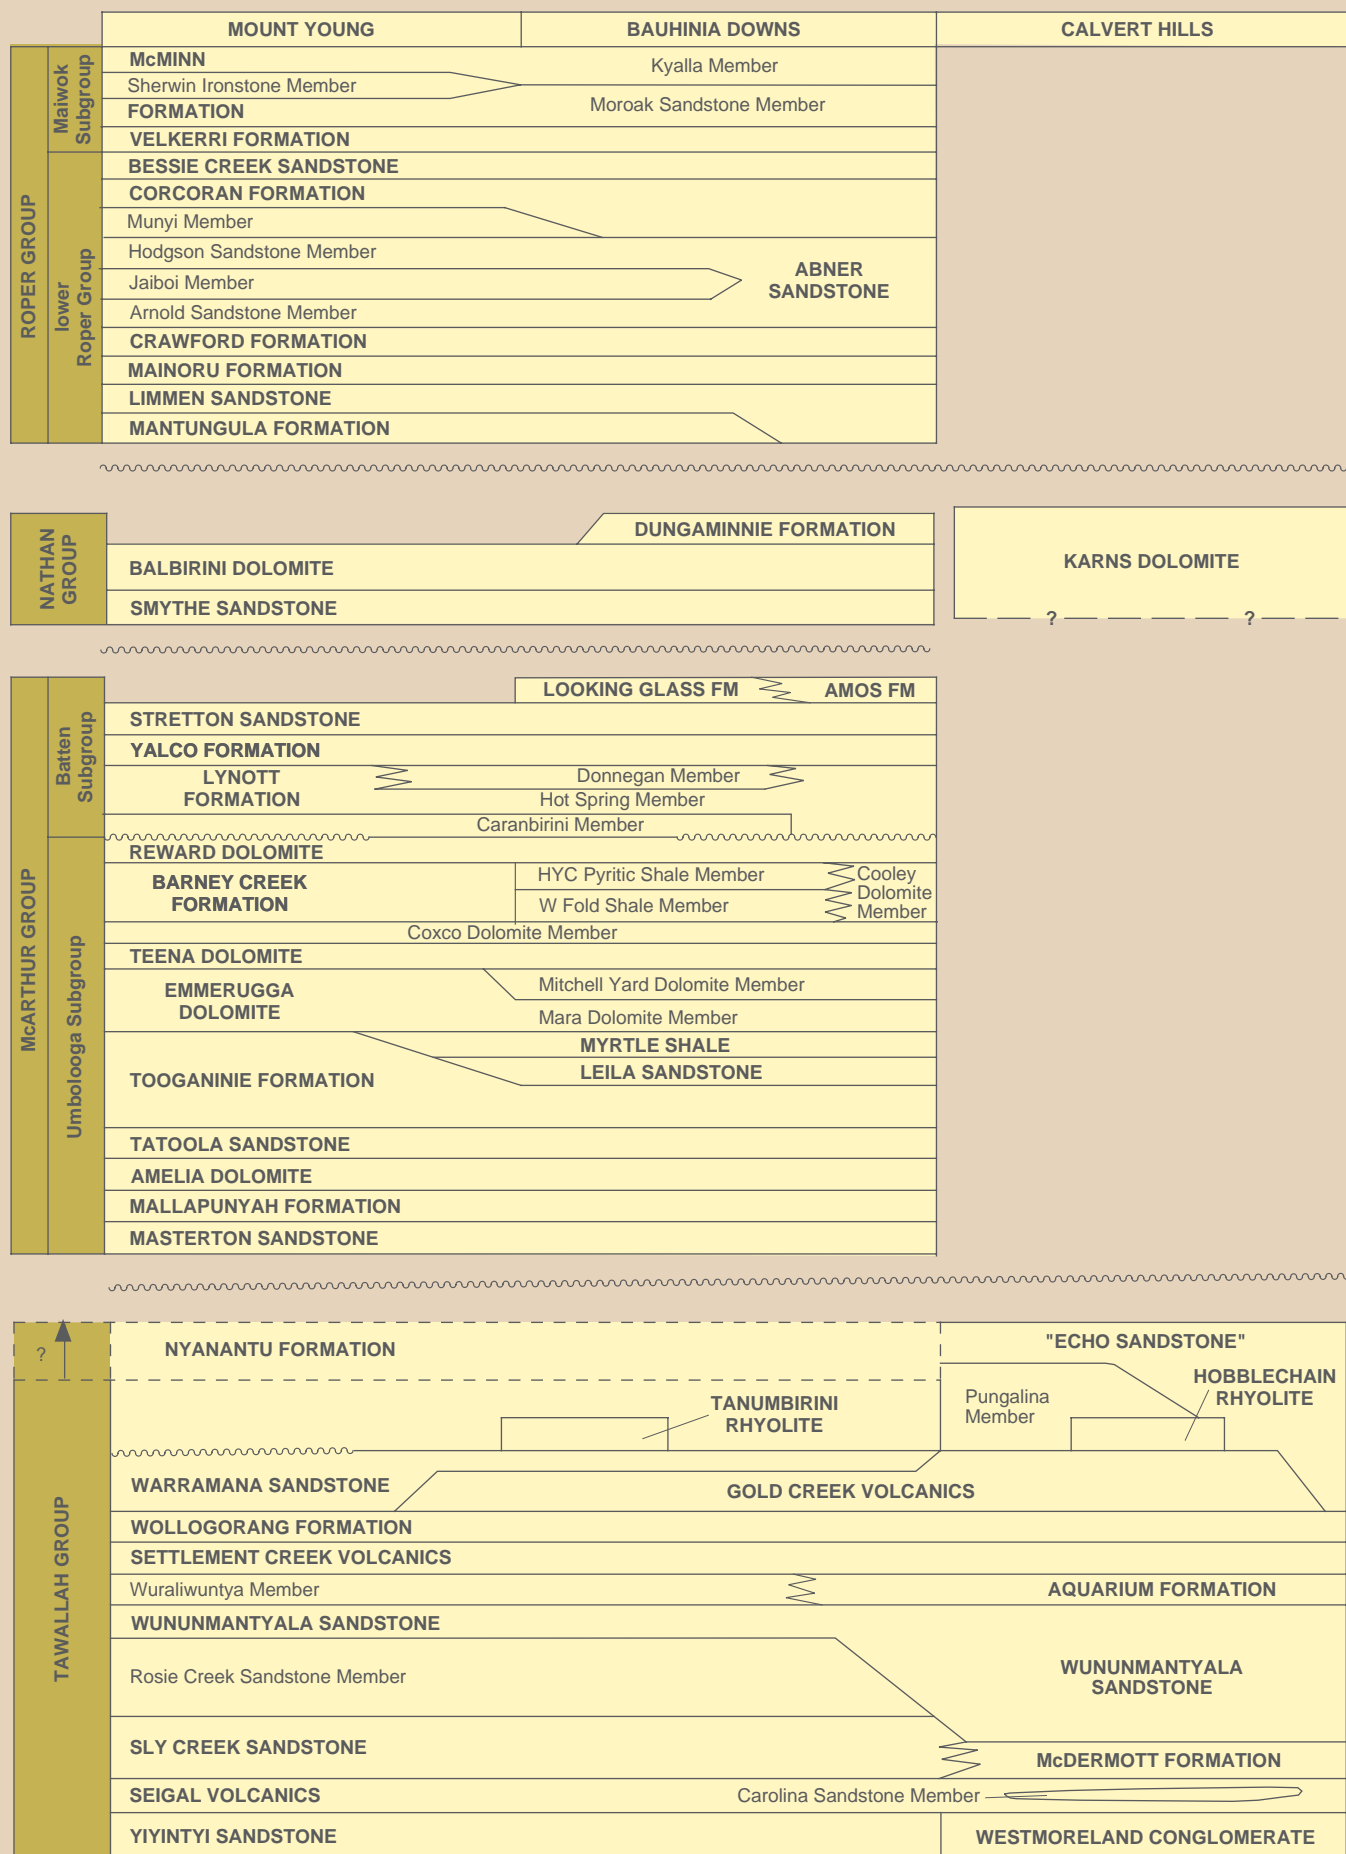 MOUNT YOUNG
BAUHINIA DOWNS
CALVERT HILLS
ROPER GROUP
Maiwok
Subgroup
McMINN
Sherwin Ironstone Member
FORMATION
Kyalla Member
Moroak Sandstone Member
VELKERRI FORMATION
lower
Roper Group
BESSIE CREEK SANDSTONE
CORCORAN FORMATION
Munyi Member
Hodgson Sandstone Member
Jaiboi Member
Arnold Sandstone Member
ABNER
SANDSTONE
CRAWFORD FORMATION
MAINORU FORMATION
LIMMEN SANDSTONE
MANTUNGULA FORMATION
NATHAN
GROUP
DUNGAMINNIE FORMATION
BALBIRINI DOLOMITE
SMYTHE SANDSTONE
KARNS DOLOMITE
? ?
McARTHUR GROUP
Batten
Subgroup
LOOKING GLASS FM
AMOS FM
STRETTON SANDSTONE
YALCO FORMATION
LYNOTT
FORMATION
Donnegan Member
Hot Spring Member
Caranbirini Member
Umbolooga Subgroup
REWARD DOLOMITE
BARNEY CREEK
FORMATION
HYC Pyritic Shale Member
W Fold Shale Member
Cooley
Dolomite
Member
Coxco Dolomite Member
TEENA DOLOMITE
EMMERUGGA
DOLOMITE
Mitchell Yard Dolomite Member
Mara Dolomite Member
MYRTLE SHALE
LEILA SANDSTONE
TOOGANINIE FORMATION
TATOOLA SANDSTONE
AMELIA DOLOMITE
MALLAPUNYAH FORMATION
MASTERTON SANDSTONE
TAWALLAH GROUP
?
NYANANTU FORMATION
"ECHO SANDSTONE"
TANUMBIRINI
RHYOLITE
Pungalina
Member
HOBBLECHAIN
RHYOLITE
WARRAMANA SANDSTONE
GOLD CREEK VOLCANICS
WOLLOGORANG FORMATION
SETTLEMENT CREEK VOLCANICS
Wuraliwuntya Member
AQUARIUM FORMATION
WUNUNMANTYALA SANDSTONE
Rosie Creek Sandstone Member
WUNUNMANTYALA
SANDSTONE
SLY CREEK SANDSTONE
McDERMOTT FORMATION
SEIGAL VOLCANICS
Carolina Sandstone Member
YIYINTYI SANDSTONE
WESTMORELAND CONGLOMERATE